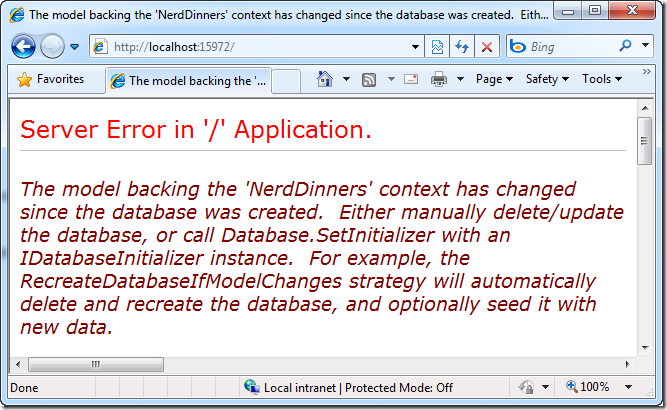 The model backing the 'NerdDinners' context has changed since the database was created.  Eith...
http://localhost:15972/
Bing
Favorites
The model backing the '...
Page
Safety
Tools
»
Server Error in '/' Application.
The model backing the 'NerdDinners' context has changed
since the database was created.  Either manually delete/update
the database, or call Database.SetInitializer with an
IDatabaseInitializer instance.  For example, the
RecreateDatabaseIfModelChanges strategy will automatically
delete and recreate the database, and optionally seed it with
new data.
Done
Local intranet | Protected Mode: Off
100%